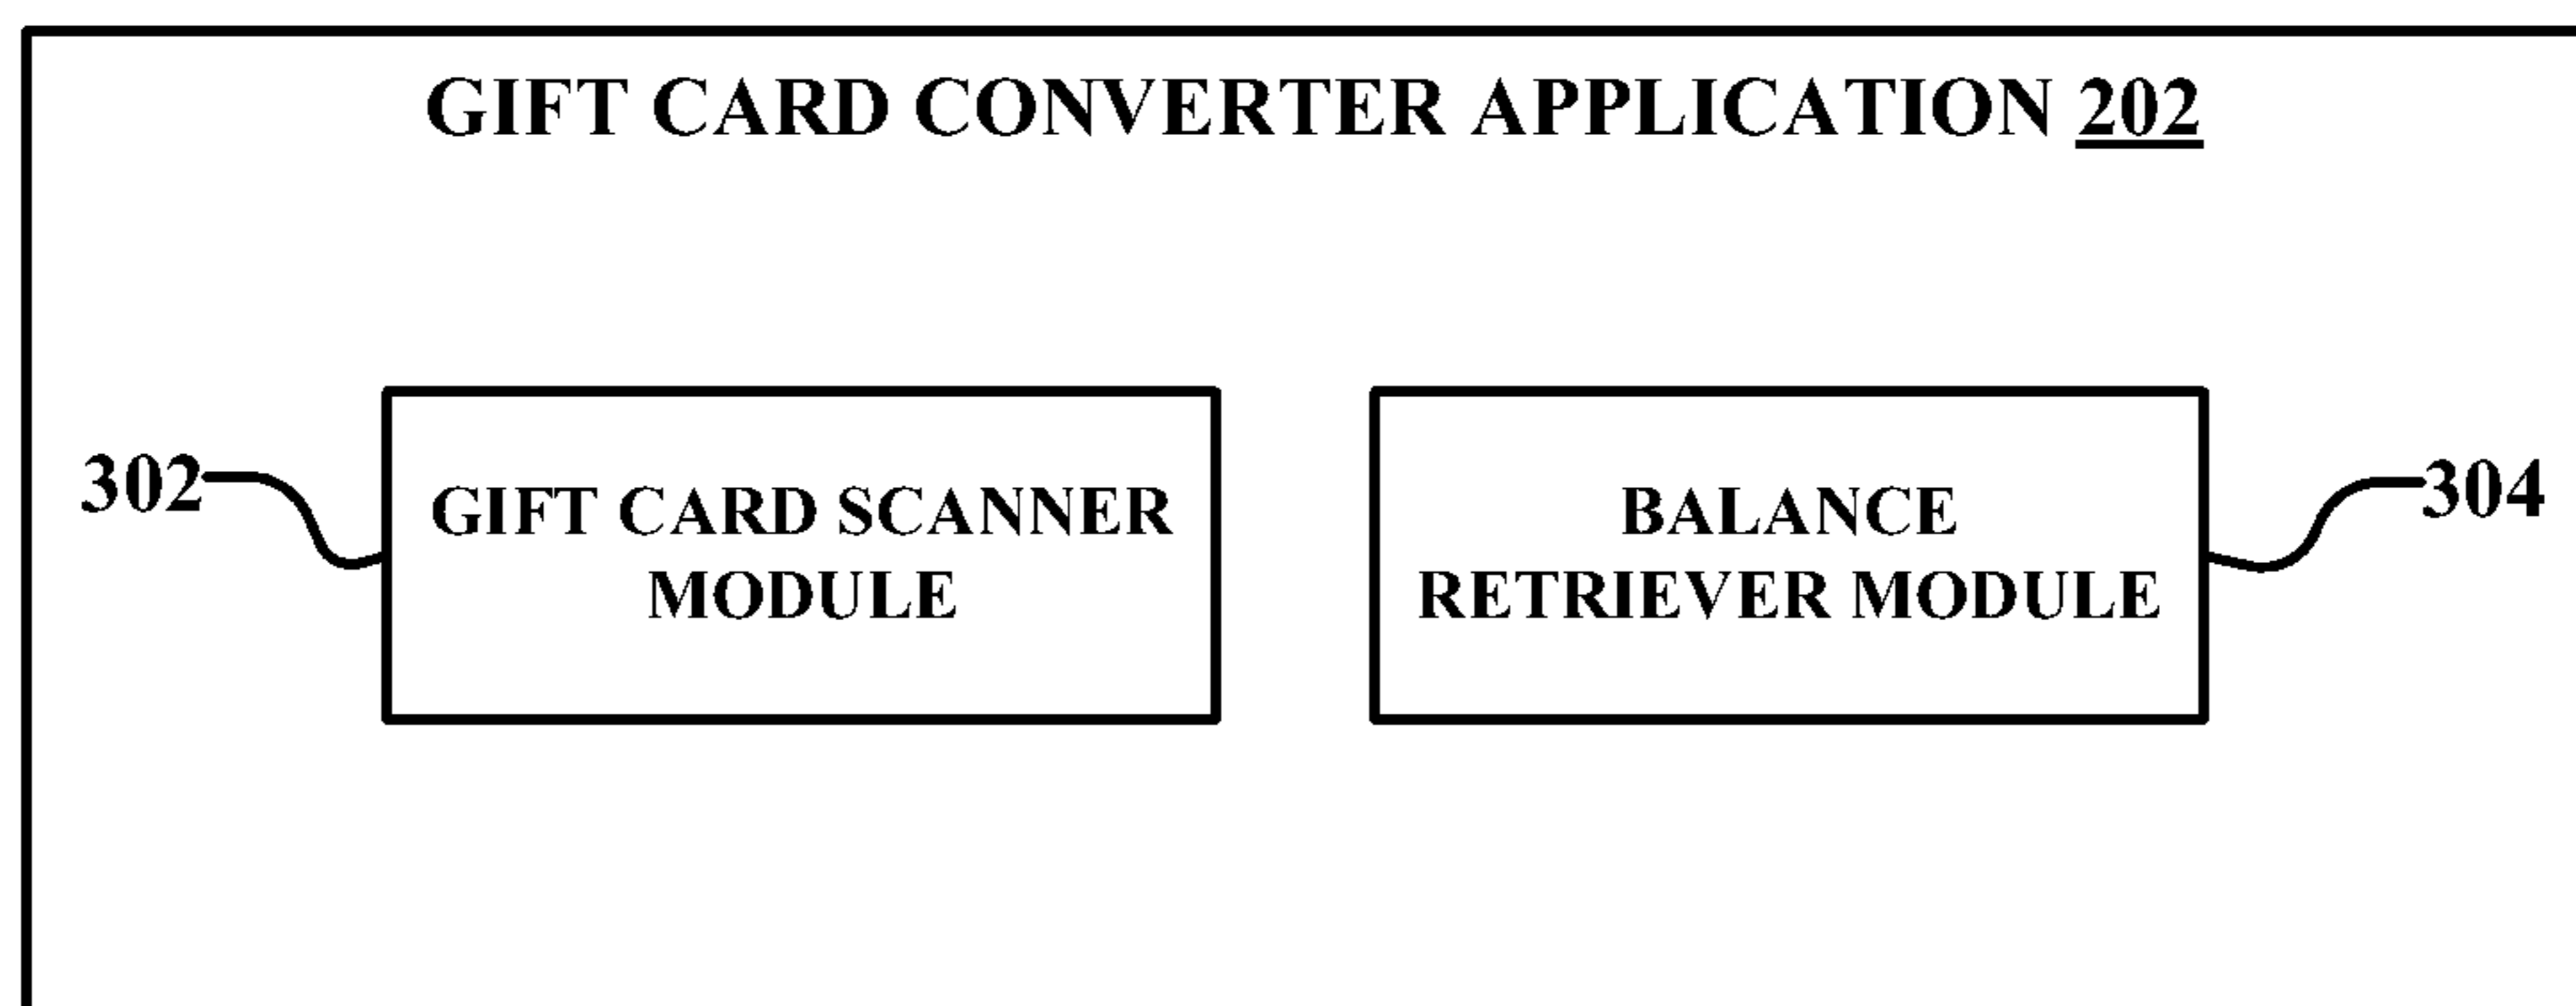 GIFT CARD CONVERTER APPLICATION 202
302
GIFT CARD SCANNER
MODULE
BALANCE
RETRIEVER MODULE
304